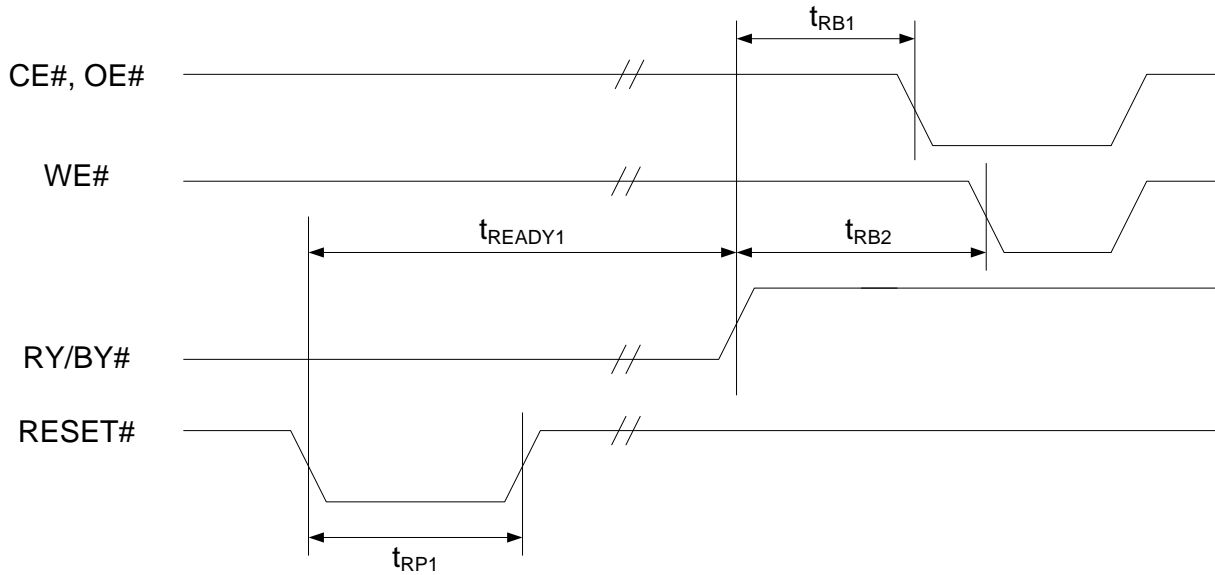 tRB1
CE#, OE#
WE#
tREADY1
tRB2
RY/BY#
RESET#
tRP1